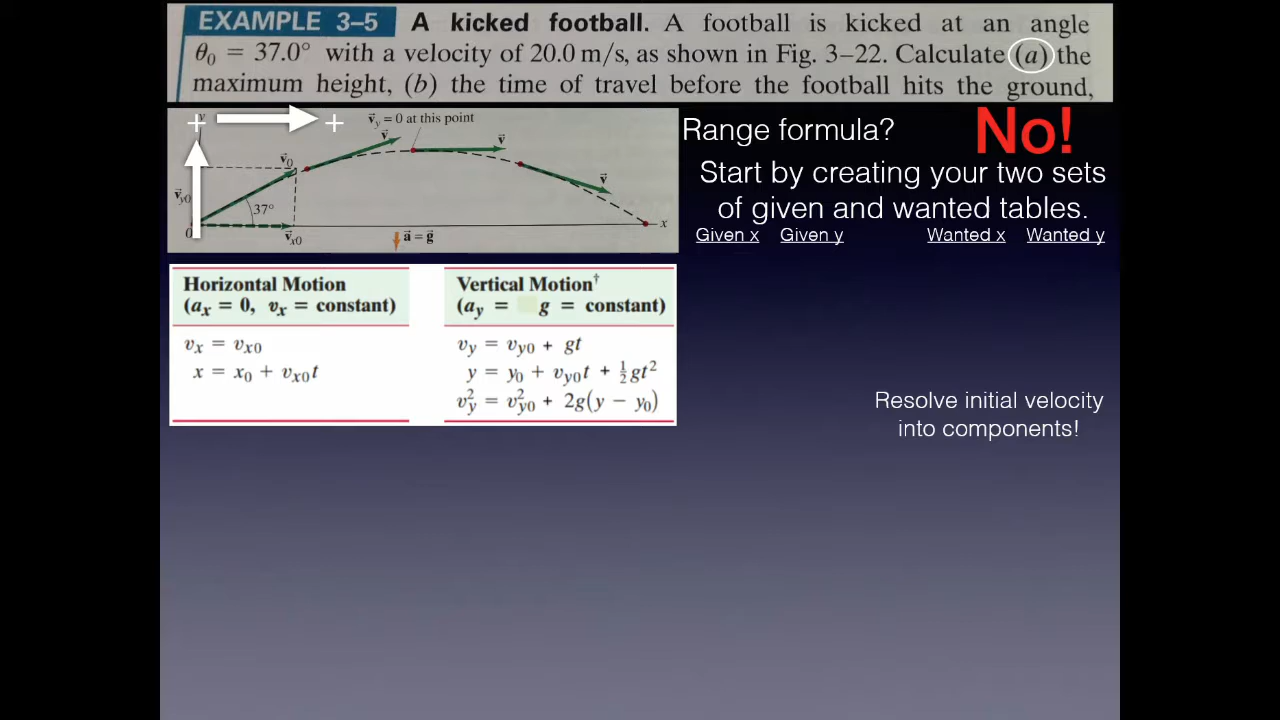 EXAMPLE 3–5 A kicked football. A football is kicked at an angle
θ₀ = 37.0° with a velocity of 20.0 m/s, as shown in Fig. 3–22. Calculate (a) the
maximum height, (b) the time of travel before the football hits the ground,
Range formula? No!
Start by creating your two sets
of given and wanted tables.
Given x Given y Wanted x Wanted y
+ + y
v⃗y = 0 at this point
v⃗0 v⃗ v⃗ v⃗
v⃗y0
37°
0 v⃗x0 a⃗ = g⃗ x
Horizontal Motion
(ax = 0, vx = constant)
vx = vx0
x = x0 + vx0t
Vertical Motion†
(ay = g = constant)
vy = vy0 + gt
y = y0 + vy0t + ½gt²
v²y = v²y0 + 2g(y − y0)
Resolve initial velocity
into components!